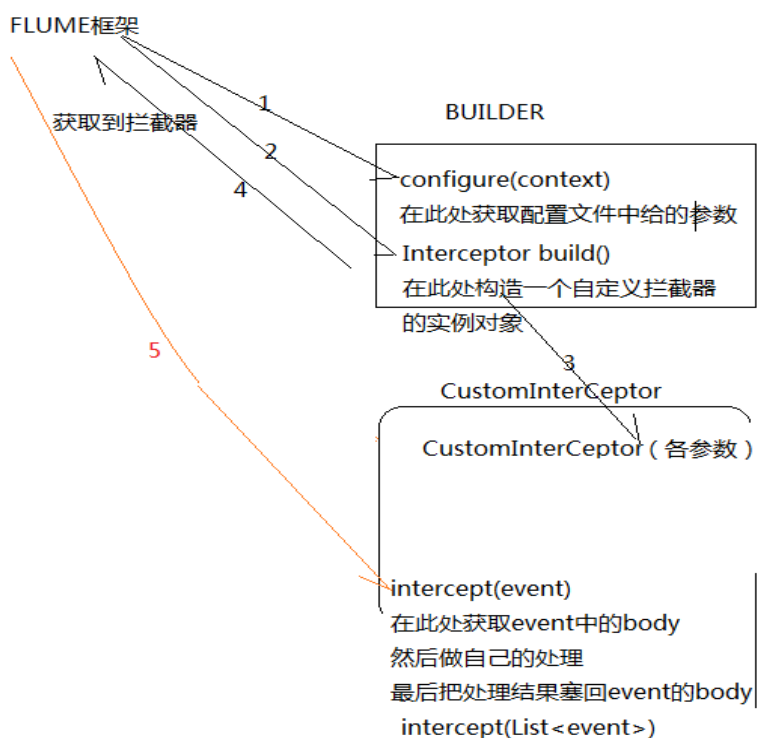 FLUME框架
1
BUILDER
获取到拦截器
2
4
configure(context)
在此处获取配置文件中给的参数
Interceptor build()
在此处构造一个自定义拦截器
的实例对象
5
3
CustomInterCeptor
CustomInterCeptor（各参数）
intercept(event)
在此处获取event中的body
然后做自己的处理
最后把处理结果塞回event的body
intercept(List<event>)